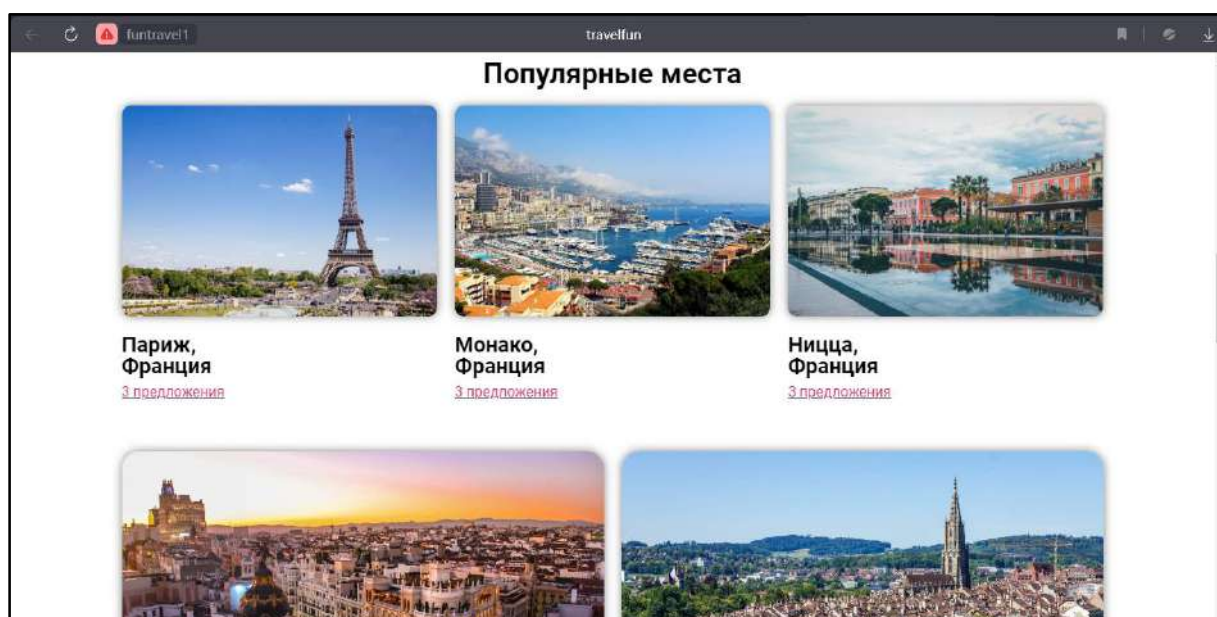 funtravel1
travelfun
Популярные места
Париж,
Франция
3 предложения
Монако,
Франция
3 предложения
Ницца,
Франция
3 предложения